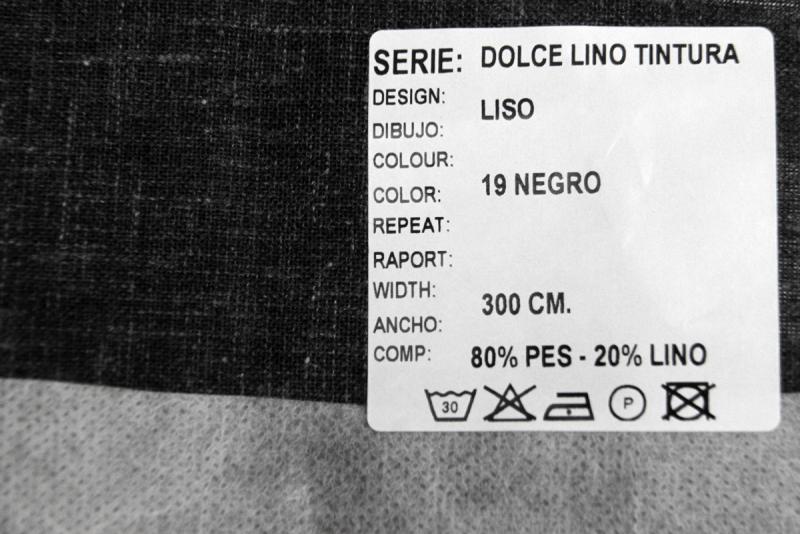 SERIE: DOLCE LINO TINTURA
DESIGN:
LISO
DIBUJO:
COLOUR:
19 NEGRO
COLOR:
REPEAT:
RAPORT:
WIDTH:
300 CM.
ANCHO:
COMP: 80% PES - 20% LINO
30 P